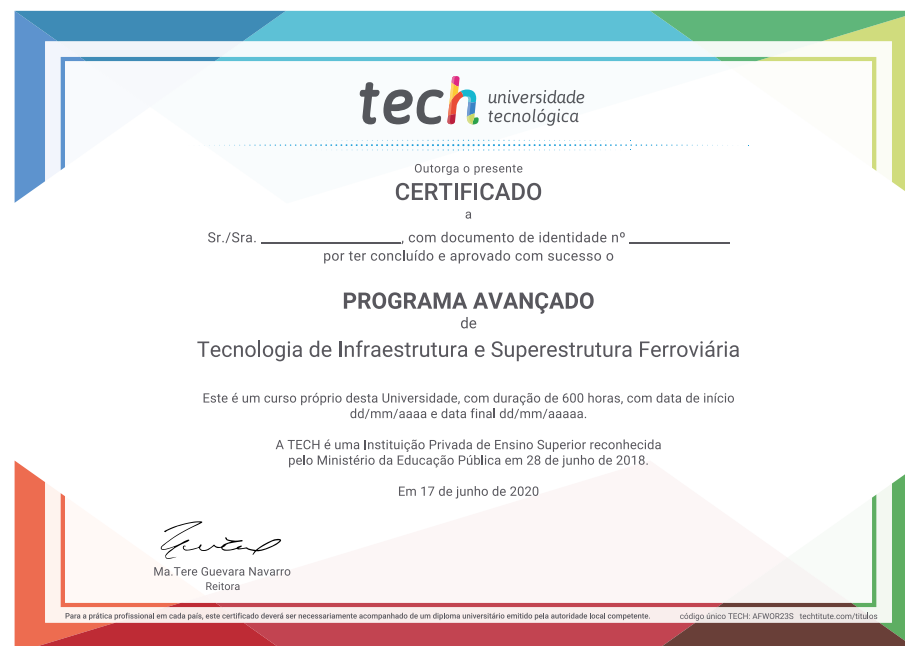 tech universidade
tecnológica
Outorga o presente
CERTIFICADO
a
Sr./Sra. ____________________, com documento de identidade nº ______________
por ter concluído e aprovado com sucesso o
PROGRAMA AVANÇADO
de
Tecnologia de Infraestrutura e Superestrutura Ferroviária
Este é um curso próprio desta Universidade, com duração de 600 horas, com data de início
dd/mm/aaaa e data final dd/mm/aaaaa.
A TECH é uma Instituição Privada de Ensino Superior reconhecida
pelo Ministério da Educação Pública em 28 de junho de 2018.
Em 17 de junho de 2020
Ma.Tere Guevara Navarro
Reitora
Para a prática profissional em cada país, este certificado deverá ser necessariamente acompanhado de um diploma universitário emitido pela autoridade local competente. código único TECH: AFWOR23S techtitute.com/titulos